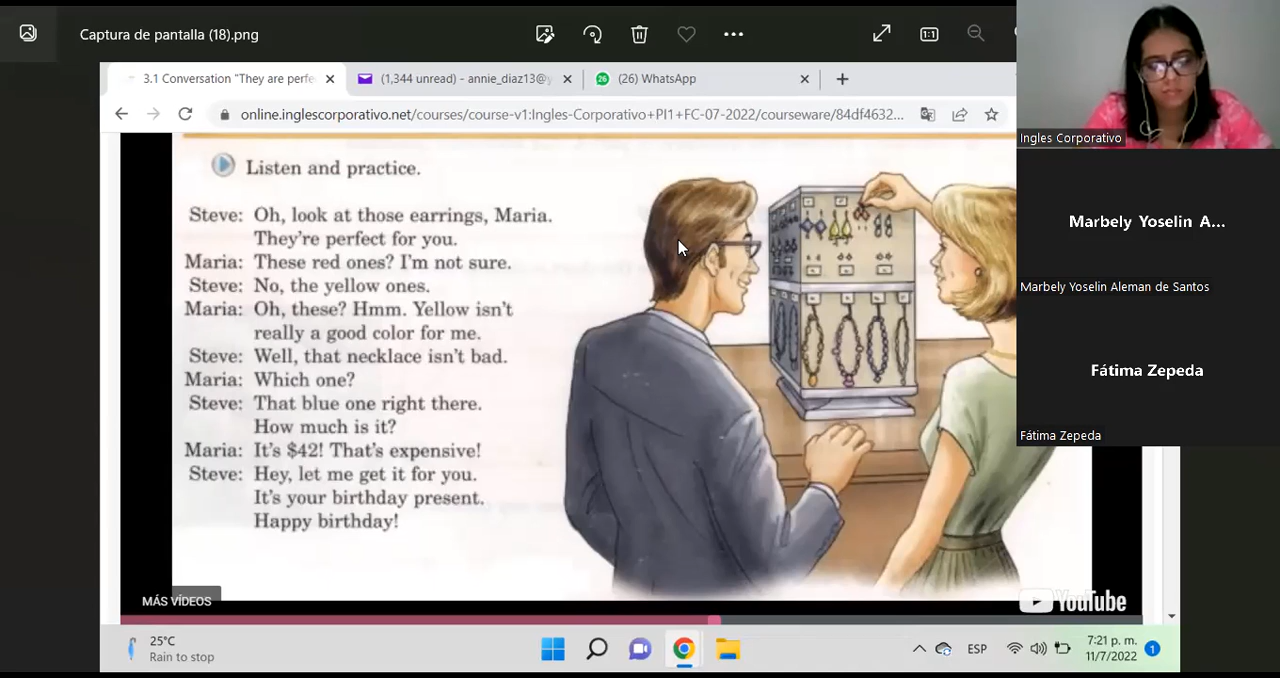 Captura de pantalla (18).png
3.1 Conversation "They are perfe
(1,344 unread) - annie_diaz13@y
(26) WhatsApp
online.inglescorporativo.net/courses/course-v1:Ingles-Corporativo+PI1+FC-07-2022/courseware/84df4632...
Listen and practice.
Steve: Oh, look at those earrings, Maria.
They're perfect for you.
Maria: These red ones? I'm not sure.
Steve: No, the yellow ones.
Maria: Oh, these? Hmm. Yellow isn't
really a good color for me.
Steve: Well, that necklace isn't bad.
Maria: Which one?
Steve: That blue one right there.
How much is it?
Maria: It's $42! That's expensive!
Steve: Hey, let me get it for you.
It's your birthday present.
Happy birthday!
MÁS VÍDEOS
YouTube
25°C
Rain to stop
ESP
7:21 p. m.
11/7/2022
1
1:1
26
Ingles Corporativo
Marbely Yoselin A...
Marbely Yoselin Aleman de Santos
Fátima Zepeda
Fátima Zepeda